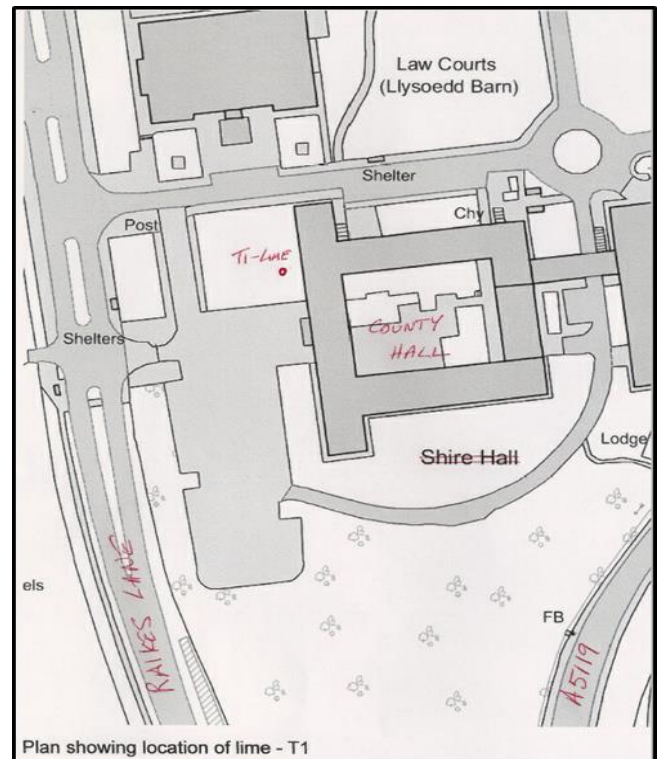 Law Courts
(Llysoedd Barn)
Shelter
Post
Chy
T1-LIME
Shelters
COUNTY
HALL
Shire Hall
Lodge
els
RAIKES LANE
FB
A5119
Plan showing location of lime - T1